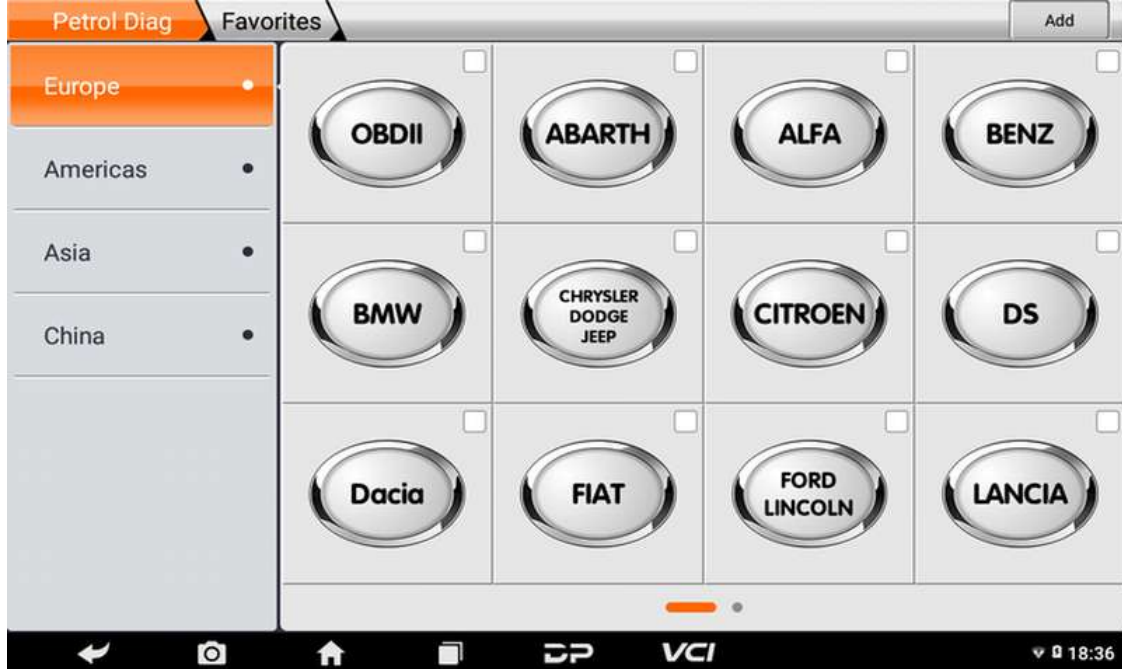 Petrol Diag
Favorites
Add
Europe
Americas
Asia
China
OBDII
ABARTH
ALFA
BENZ
BMW
CHRYSLER
DODGE
JEEP
CITROEN
DS
Dacia
FIAT
FORD
LINCOLN
LANCIA
DP
VCI
18:36